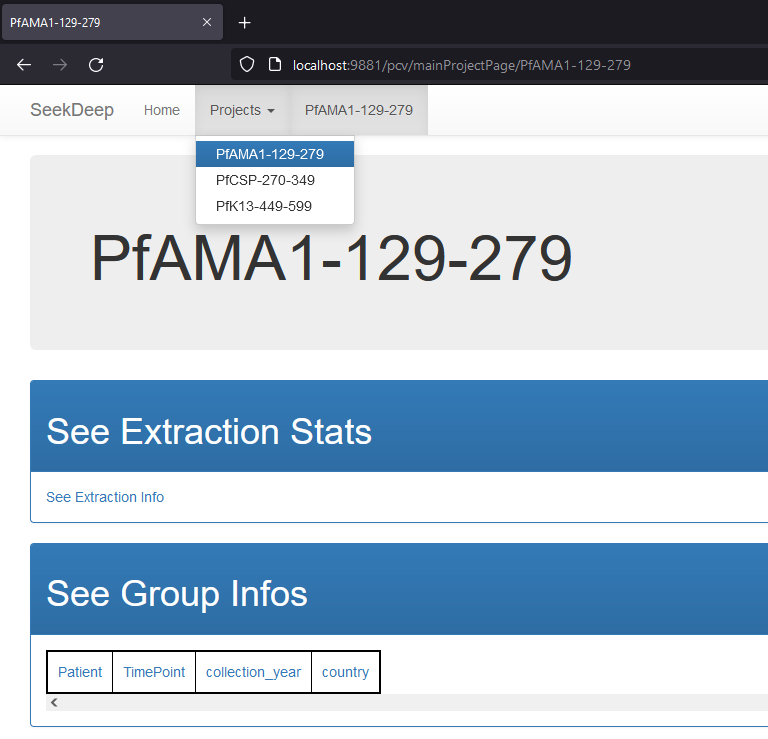 PfAMA1-129-279
localhost:9881/pcv/mainProjectPage/PfAMA1-129-279
SeekDeep Home Projects PfAMA1-129-279
PfAMA1-129-279
PfCSP-270-349
PfK13-449-599
PfAMA1-129-279
See Extraction Stats
See Extraction Info
See Group Infos
Patient TimePoint collection_year country